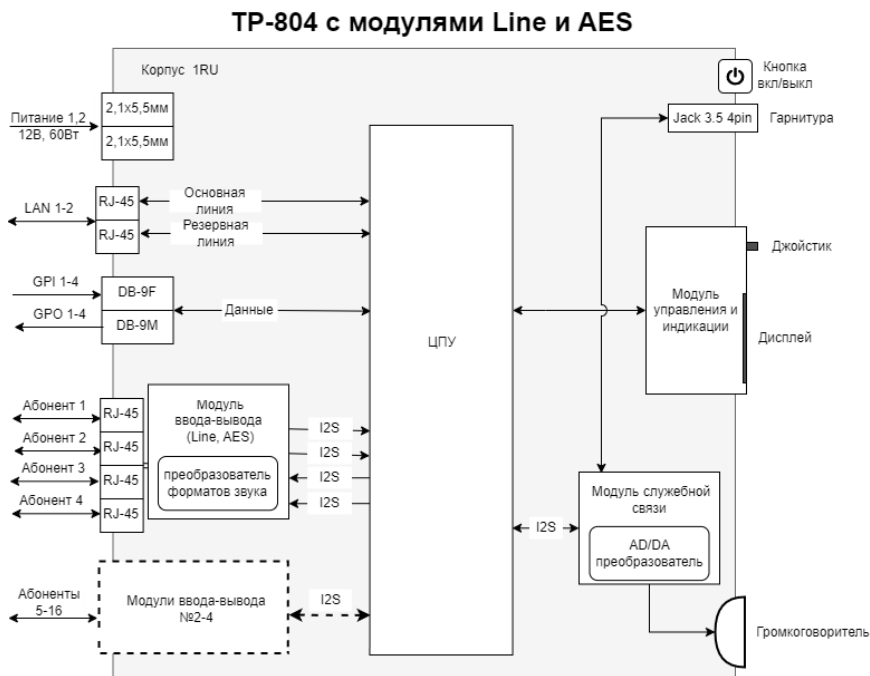 ТР-804 с модулями Line и AES
Корпус 1RU
Кнопка
вкл/выкл
Питание 1,2
12В, 60Вт
2,1x5,5мм
2,1x5,5мм
Jack 3.5 4pin
Гарнитура
LAN 1-2
RJ-45
RJ-45
Основная
линия
Резервная
линия
GPI 1-4
GPO 1-4
DB-9F
DB-9M
Данные
ЦПУ
Модуль
управления и
индикации
Джойстик
Дисплей
Абонент 1
Абонент 2
Абонент 3
Абонент 4
RJ-45
RJ-45
RJ-45
RJ-45
Модуль
ввода-вывода
(Line, AES)
преобразователь
форматов звука
I2S
I2S
I2S
I2S
I2S
Модуль служебной
связи
AD/DA
преобразователь
Абоненты
5-16
Модули ввода-вывода
№2-4
I2S
Громкоговоритель